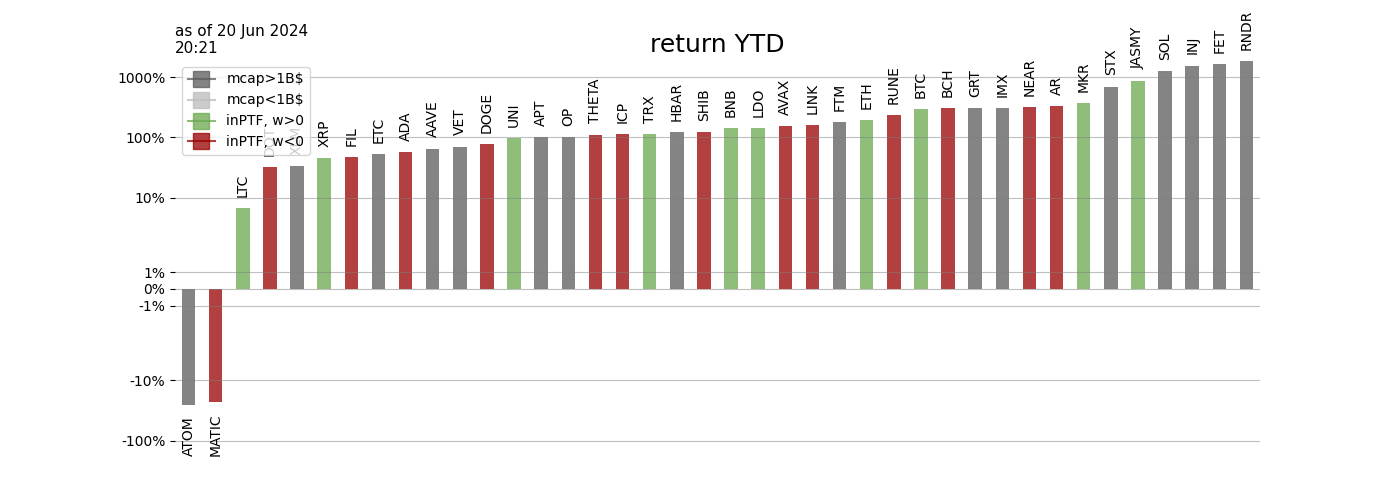 as of 20 Jun 2024
20:21
return YTD
mcap>1B$
mcap<1B$
inPTF, w>0
inPTF, w<0
1000%
100%
10%
1%
0%
-1%
-10%
-100%
ATOM
MATIC
LTC
DOT
XLM
XRP
FIL
ETC
ADA
AAVE
VET
DOGE
UNI
APT
OP
THETA
ICP
TRX
HBAR
SHIB
BNB
LDO
AVAX
LINK
FTM
ETH
RUNE
BTC
BCH
GRT
IMX
NEAR
AR
MKR
STX
JASMY
SOL
INJ
FET
RNDR